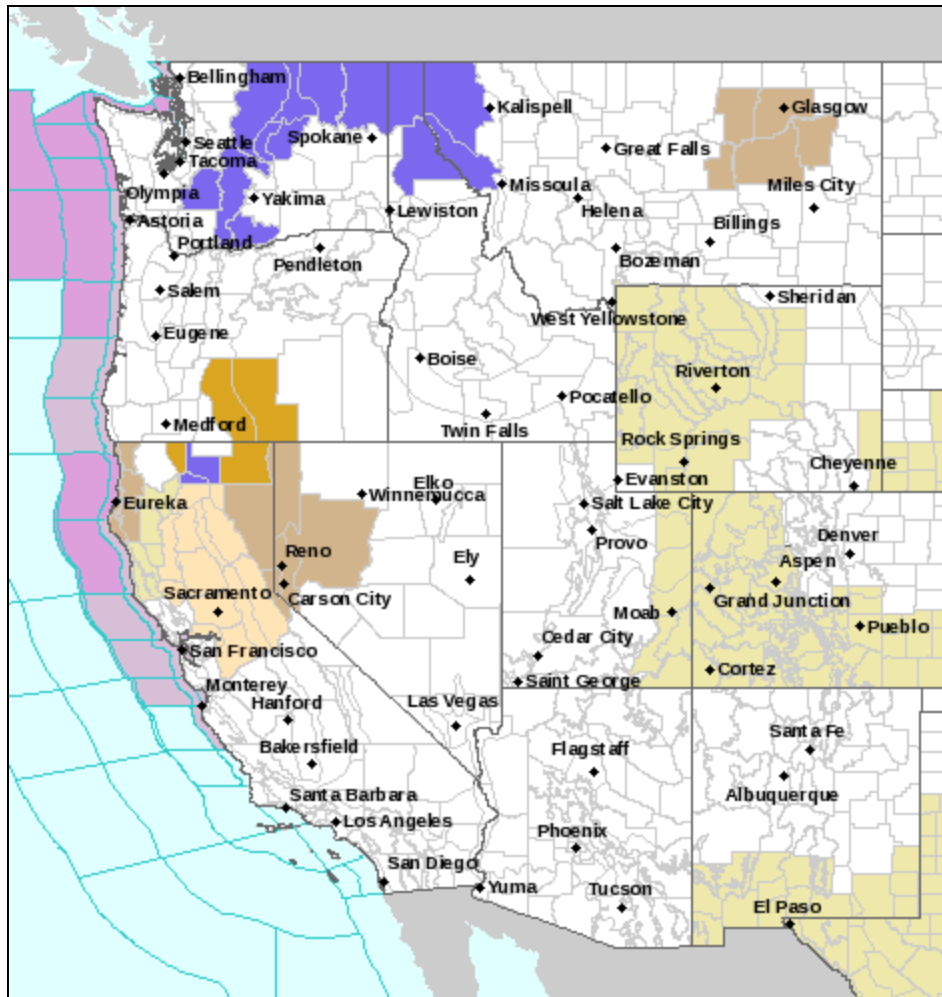 Bellingham
Kalispell
Glasgow
Seattle
Spokane
Great Falls
Tacoma
Miles City
Olympia
Yakima
Missoula
Helena
Lewiston
Astoria
Billings
Portland
Pendleton
Bozeman
Salem
Sheridan
West Yellowstone
Eugene
Boise
Riverton
Pocatello
Medford
Twin Falls
Rock Springs
Cheyenne
Elko
Evanston
Winnemucca
Eureka
Salt Lake City
Denver
Provo
Reno
Ely
Aspen
Sacramento
Carson City
Grand Junction
Moab
Pueblo
Cedar City
San Francisco
Cortez
Saint George
Monterey
Hanford
Las Vegas
Santa Fe
Bakersfield
Flagstaff
Albuquerque
Santa Barbara
Los Angeles
Phoenix
San Diego
Yuma
Tucson
El Paso